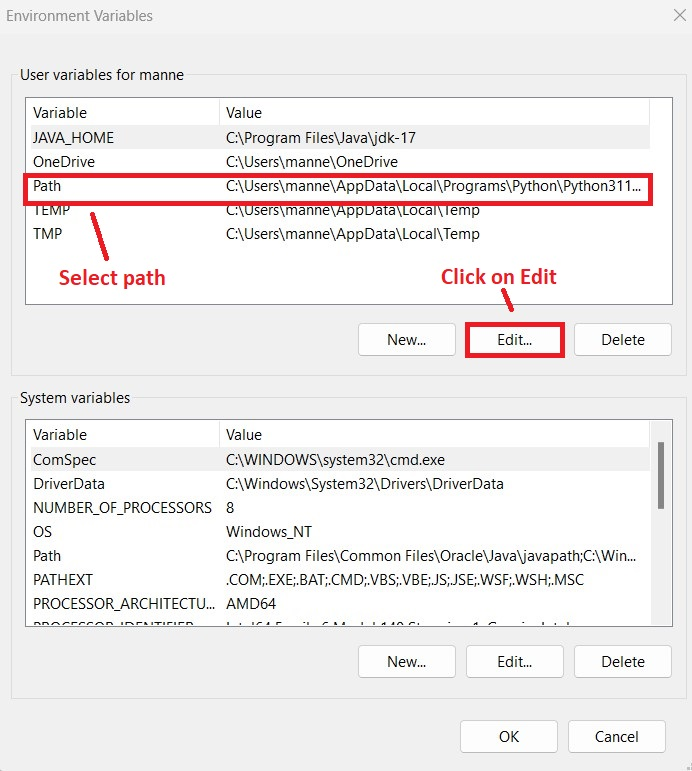 Environment Variables
User variables for manne
Variable Value
JAVA_HOME C:\Program Files\Java\jdk-17
OneDrive C:\Users\manne\OneDrive
Path C:\Users\manne\AppData\Local\Programs\Python\Python311...
TEMP C:\Users\manne\AppData\Local\Temp
TMP C:\Users\manne\AppData\Local\Temp
Select path
Click on Edit
New... Edit... Delete
System variables
Variable Value
ComSpec C:\WINDOWS\system32\cmd.exe
DriverData C:\Windows\System32\Drivers\DriverData
NUMBER_OF_PROCESSORS 8
OS Windows_NT
Path C:\Program Files\Common Files\Oracle\Java\javapath;C:\Win...
PATHEXT .COM;.EXE;.BAT;.CMD;.VBS;.VBE;JS;.JSE;.WSF;.WSH;.MSC
PROCESSOR_ARCHITECTU... AMD64
PROCESSOR_IDENTIFIER
New... Edit... Delete
OK Cancel